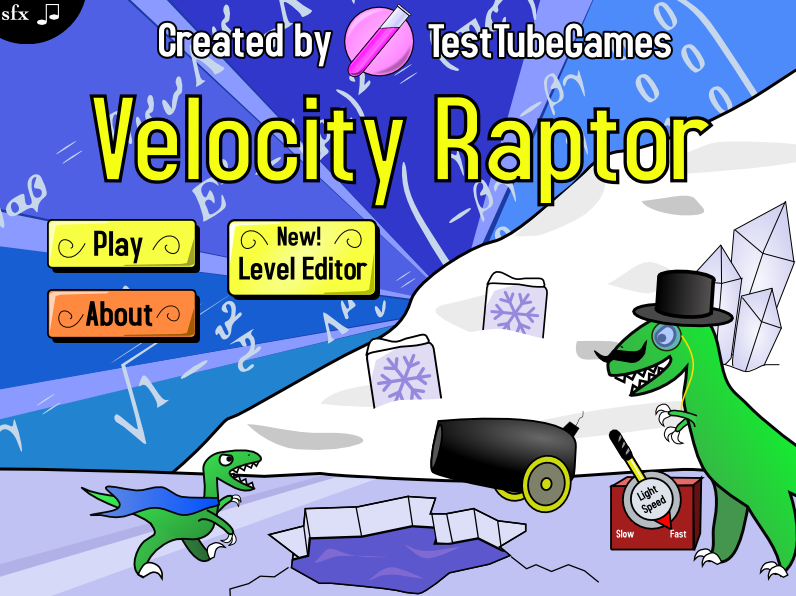 sfx
Created by TestTubeGames
Velocity Raptor
Play
New!
Level Editor
About
Light
Speed
Slow Fast